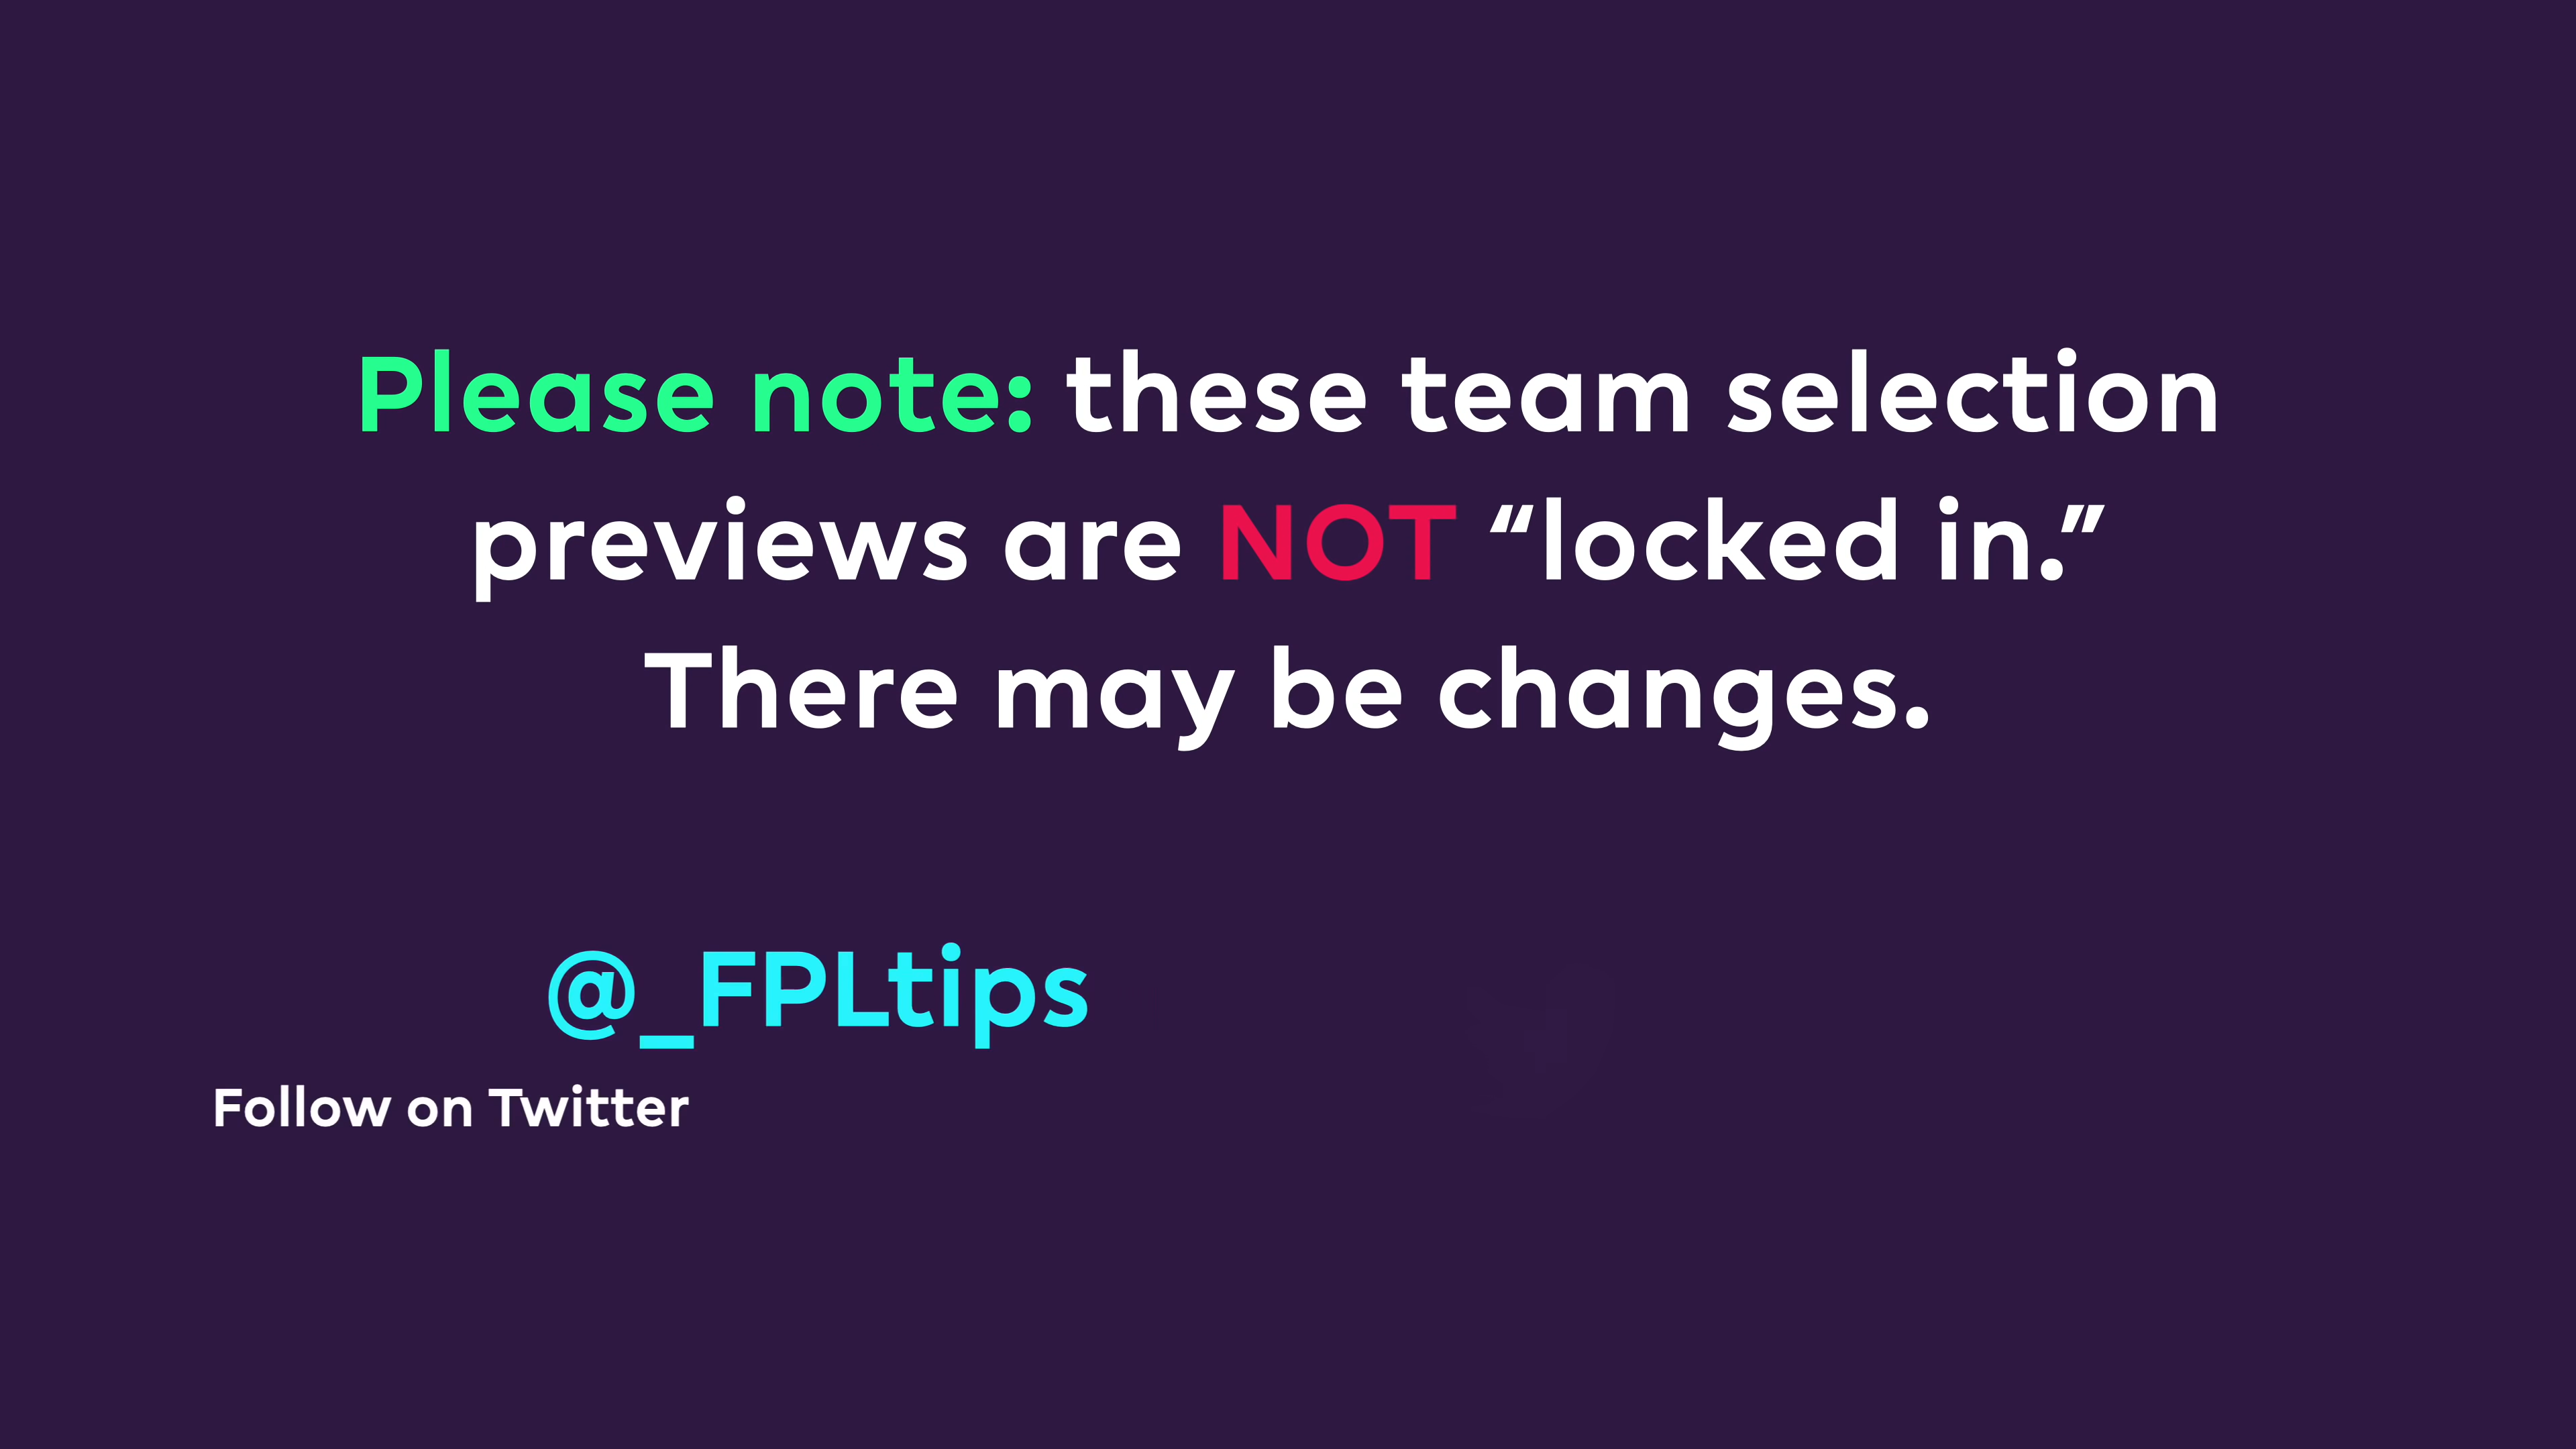 Please note: these team selection
previews are NOT “locked in.”
There may be changes.
@_FPLtips
Follow on Twitter